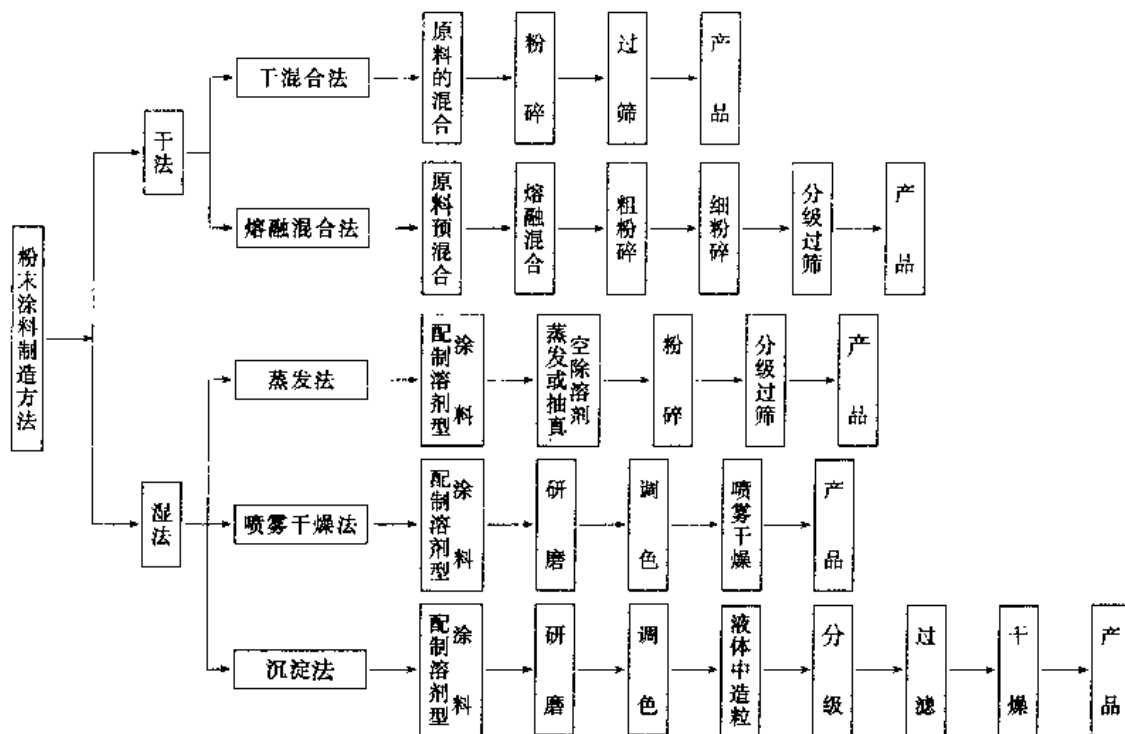 粉末涂料制造方法
干法
干混合法
原料的混合
粉碎
过筛
产品
熔融混合法
原料预混合
熔融混合
粗粉碎
细粉碎
分级过筛
产品
湿法
蒸发法
配制溶剂型涂料
蒸发或抽真空除溶剂
粉碎
分级过筛
产品
喷雾干燥法
配制溶剂型涂料
研磨
调色
喷雾干燥
产品
沉淀法
配制溶剂型涂料
研磨
调色
液体中造粒
分级
过滤
干燥
产品